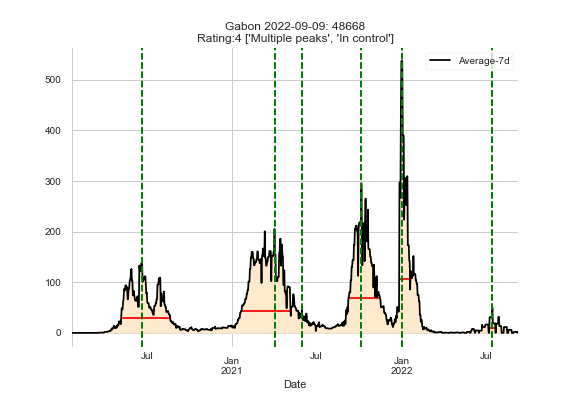 Gabon 2022-09-09: 48668
Rating:4 ['Multiple peaks', 'In control']
Average-7d
500
400
300
200
100
0
Jul
Jan
2021
Jul
Jan
2022
Jul
Date